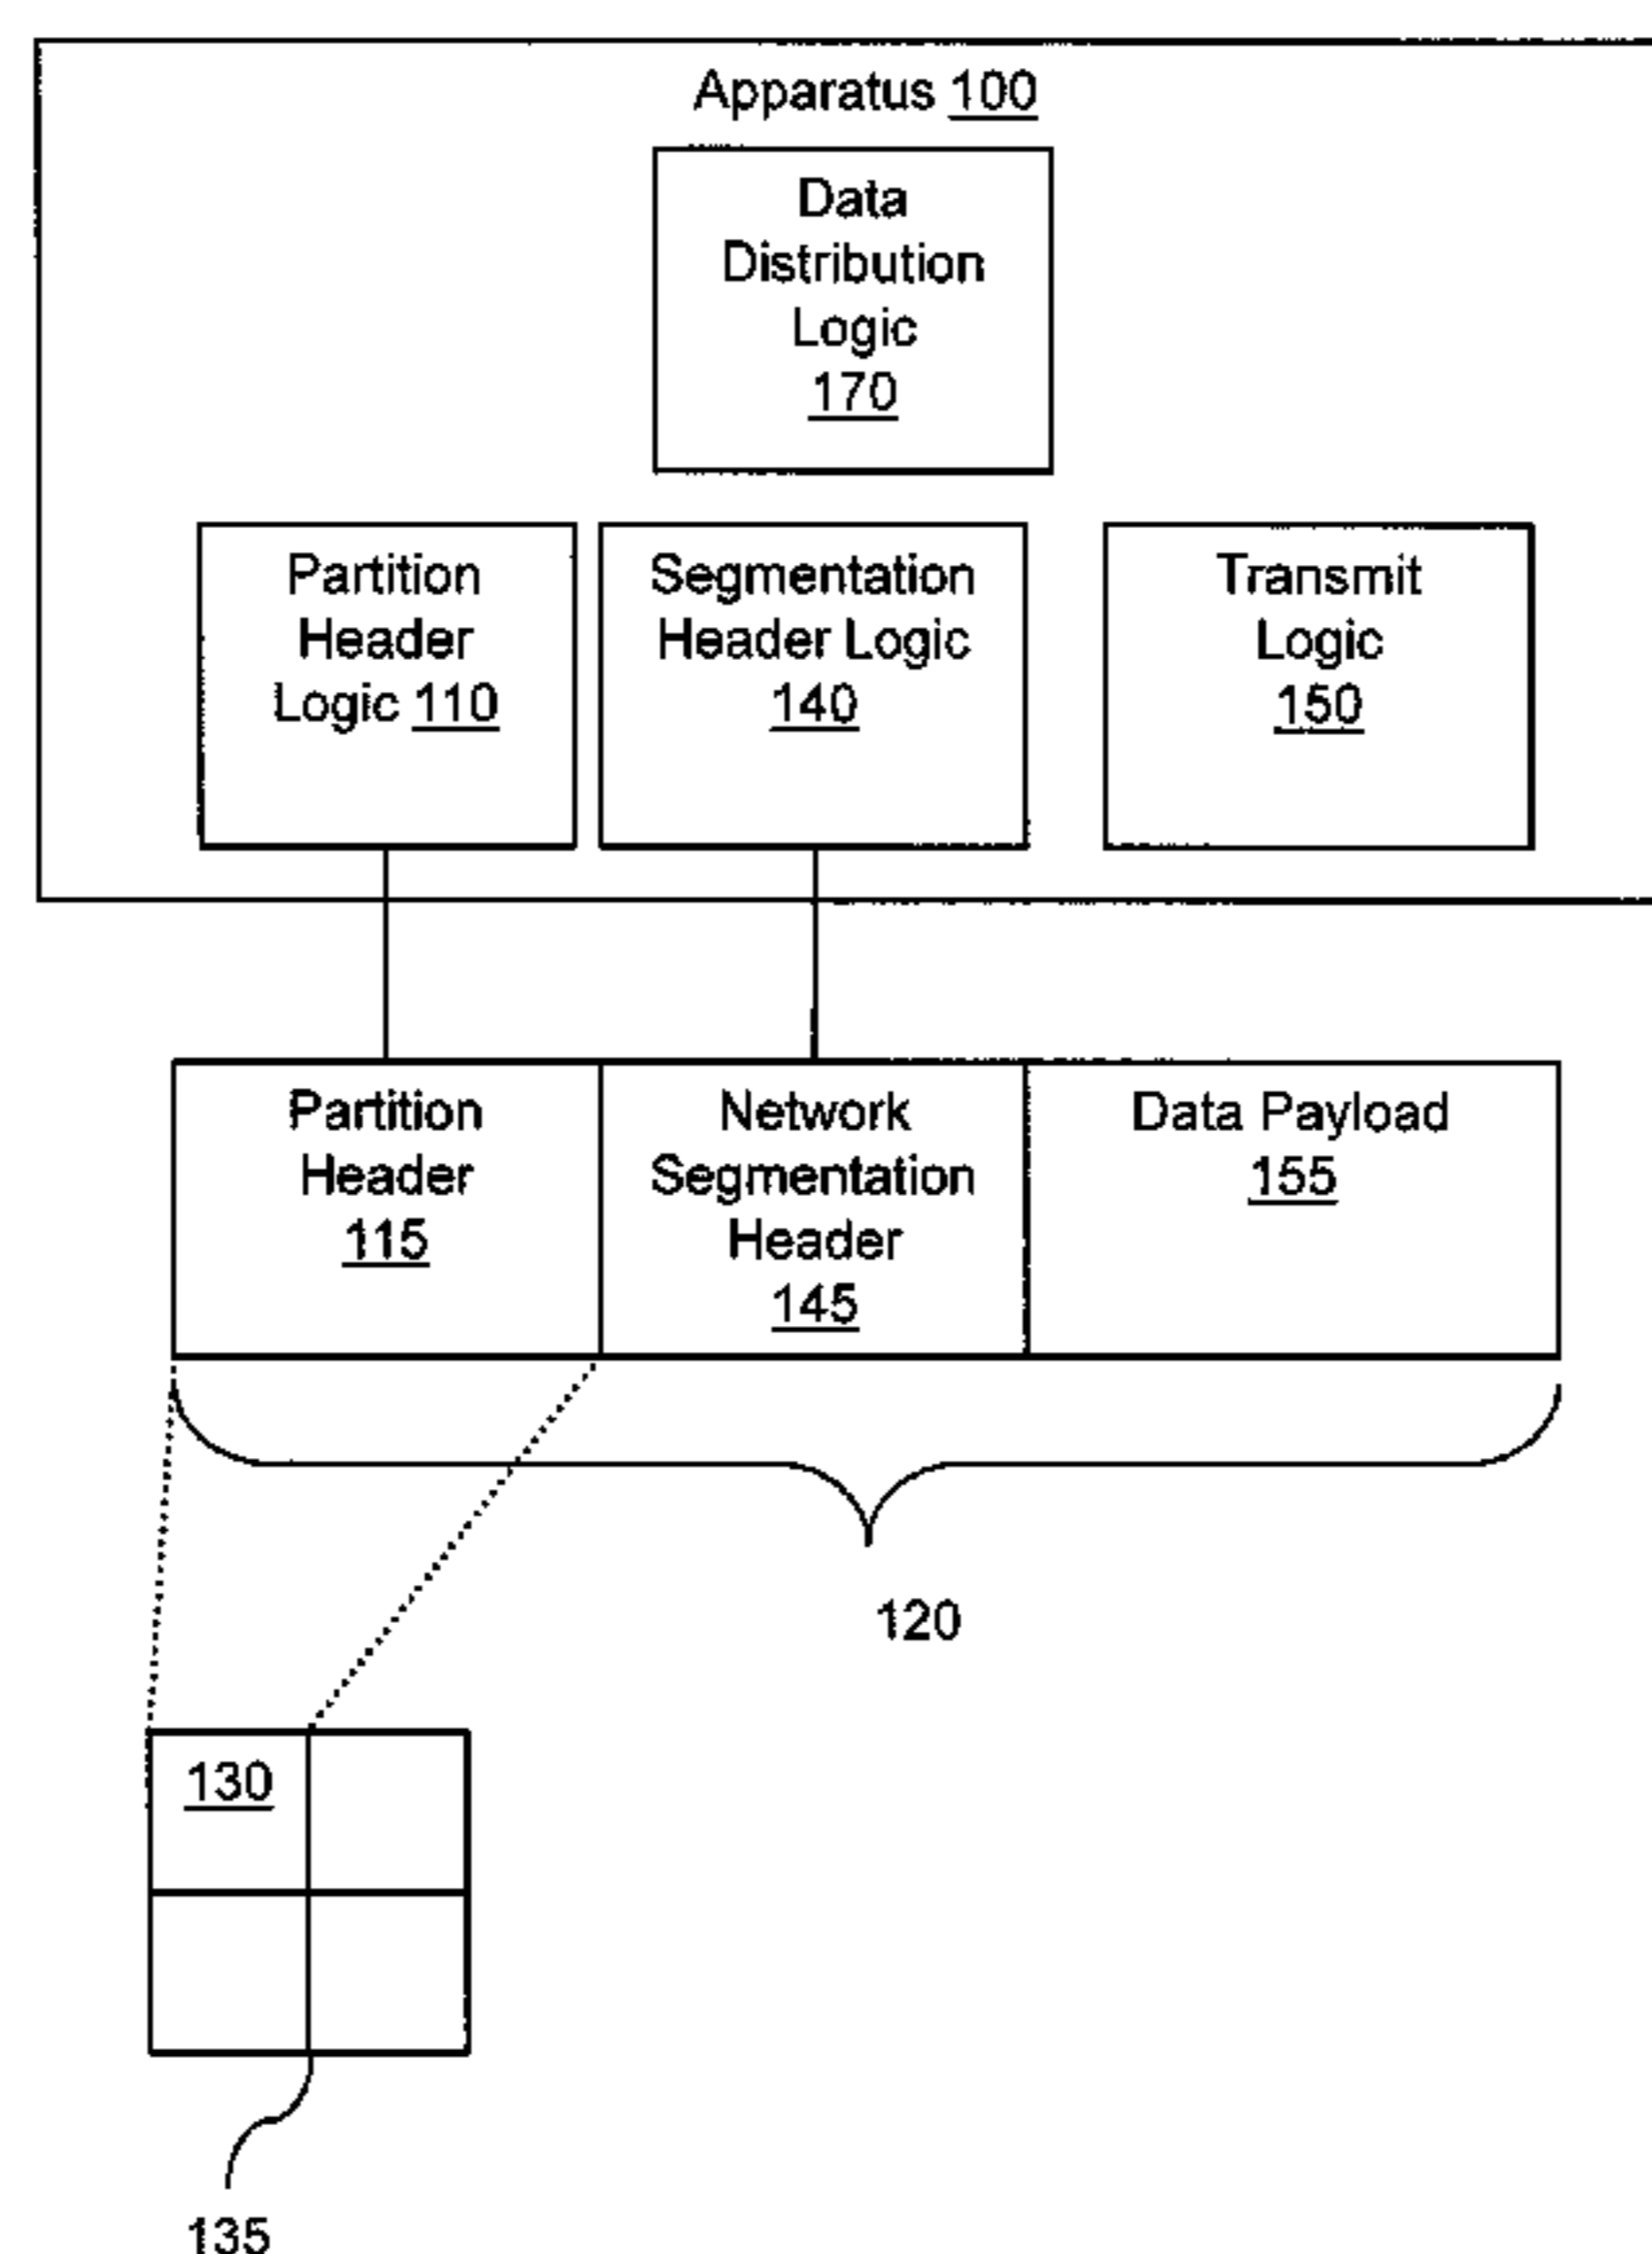 Apparatus 100
Data
Distribution
Logic
170
Partition
Header
Logic 110
Segmentation
Header Logic
140
Transmit
Logic
150
Partition
Header
115
Network
Segmentation
Header
145
Data Payload
155
120
130
135